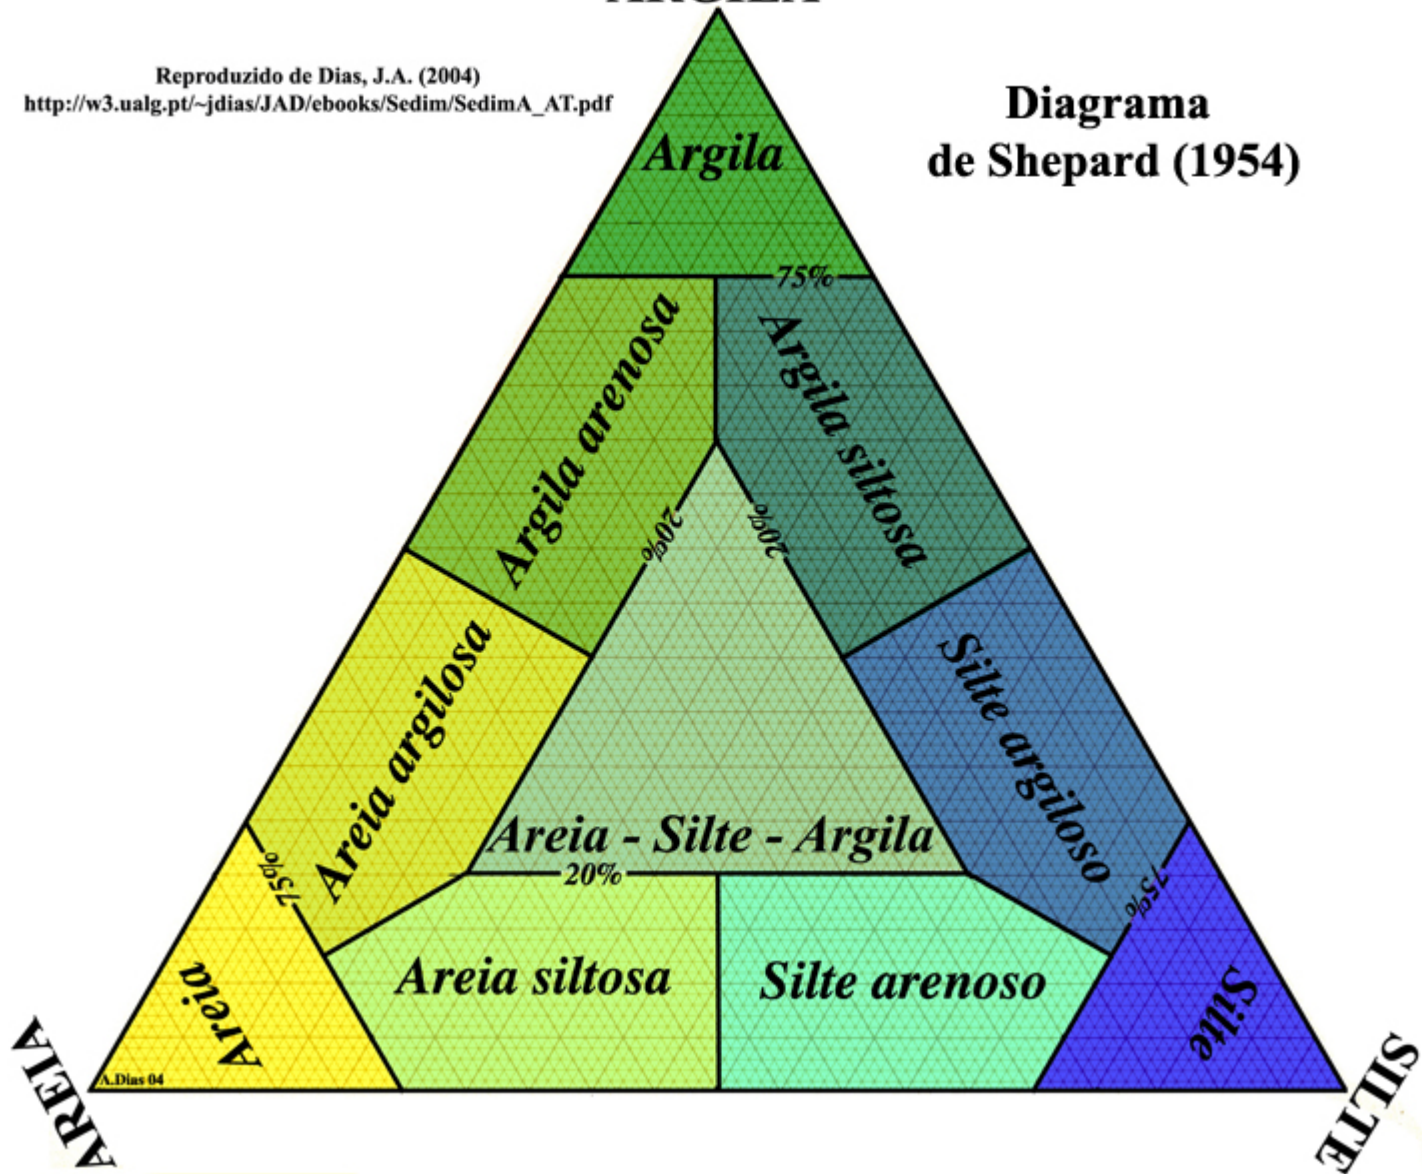 ARGILA
Reproduzido de Dias, J.A. (2004)
http://w3.ualg.pt/~jdias/JAD/ebooks/Sedim/SedimA_AT.pdf
Diagrama
de Shepard (1954)
Argila
75%
Argila arenosa
Argila siltosa
20%
20%
Areia argilosa
Silte argiloso
Areia - Silte - Argila
20%
75%
75%
Areia siltosa
Silte arenoso
Areia
Silte
A.Dias 04
AREIA
SILTE